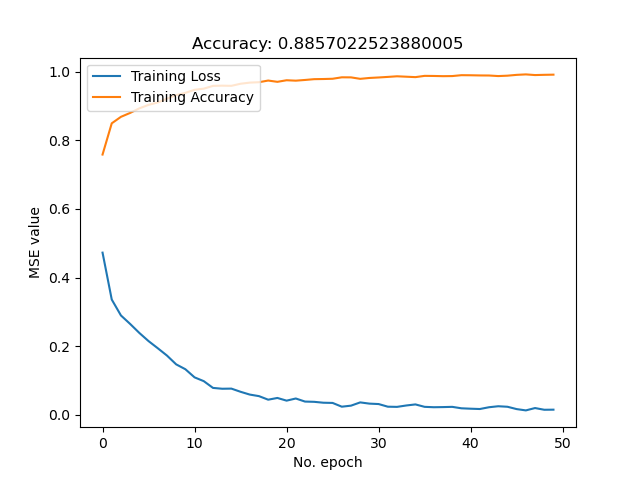 Accuracy: 0.8857022523880005
Training Loss
Training Accuracy
MSE value
1.0
0.8
0.6
0.4
0.2
0.0
0 10 20 30 40 50
No. epoch